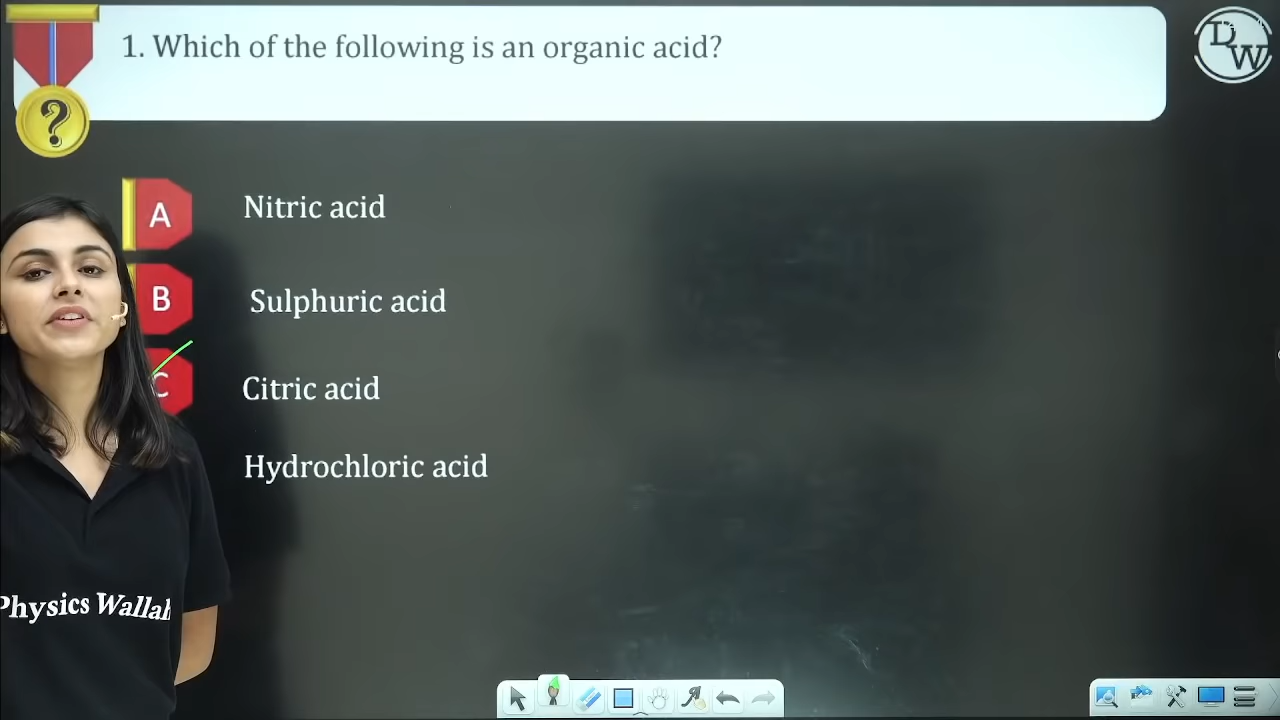 1. Which of the following is an organic acid?
?
A Nitric acid
B Sulphuric acid
C Citric acid
Hydrochloric acid
Physics Wallah